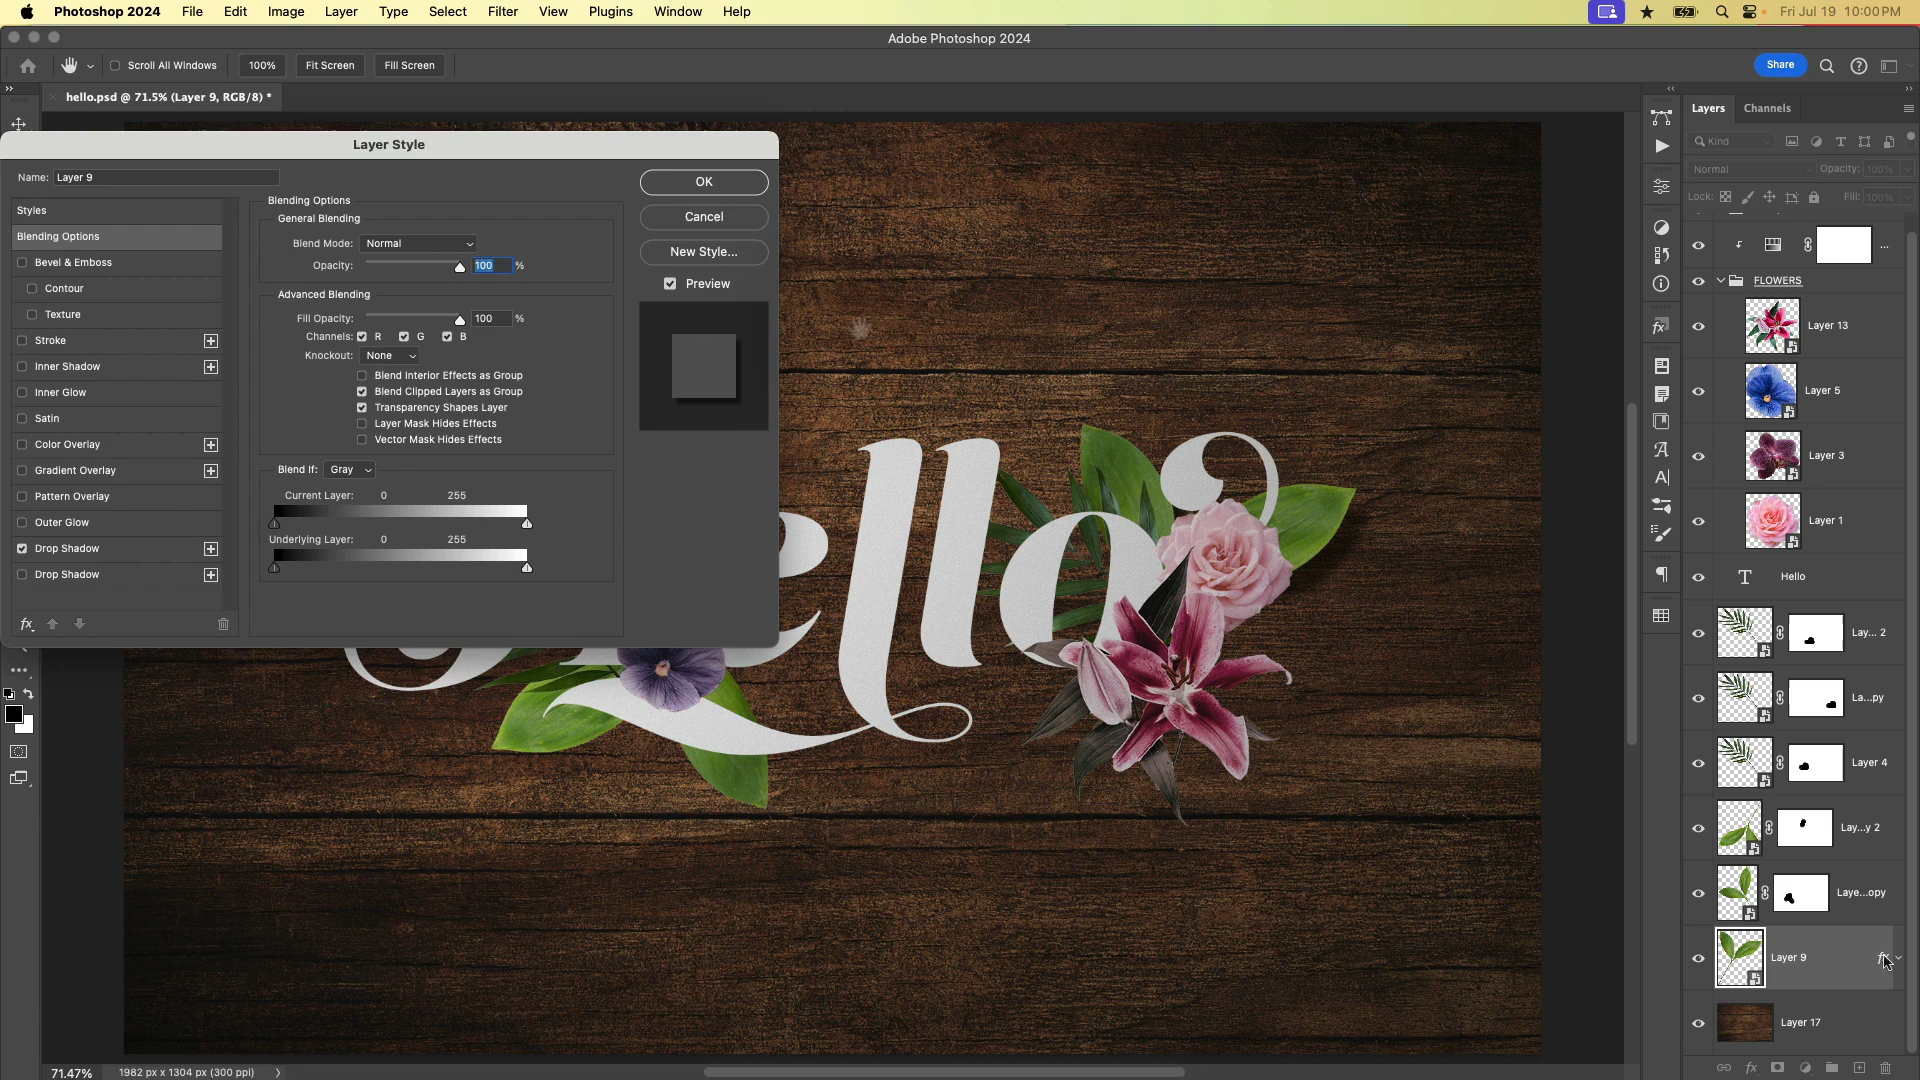 Photoshop 2024 File Edit Image Layer Type Select Filter View Plugins Window Help Fri Jul 19 10:00 PM
Adobe Photoshop 2024
Scroll All Windows 100% Fit Screen Fill Screen Share
hello.psd @ 71.5% (Layer 9, RGB/8) *
Layer Style
Name: Layer 9
Styles
Blending Options
Bevel & Emboss
Contour
Texture
Stroke
Inner Shadow
Inner Glow
Satin
Color Overlay
Gradient Overlay
Pattern Overlay
Outer Glow
Drop Shadow
Drop Shadow
fx
Blending Options
General Blending
Blend Mode: Normal
Opacity: 100 %
Advanced Blending
Fill Opacity: 100 %
Channels: R G B
Knockout: None
Blend Interior Effects as Group
Blend Clipped Layers as Group
Transparency Shapes Layer
Layer Mask Hides Effects
Vector Mask Hides Effects
Blend If: Gray
Current Layer: 0 255
Underlying Layer: 0 255
OK
Cancel
New Style...
Preview
ello
Layers Channels
Kind
Normal Opacity: 100%
Lock: Fill: 100%
...
FLOWERS
Layer 13
Layer 5
Layer 3
Layer 1
T Hello
Lay... 2
La...py
Layer 4
Lay...y 2
Laye...opy
Layer 9
Layer 17
fx
71.47% 1982 px x 1304 px (300 ppi)